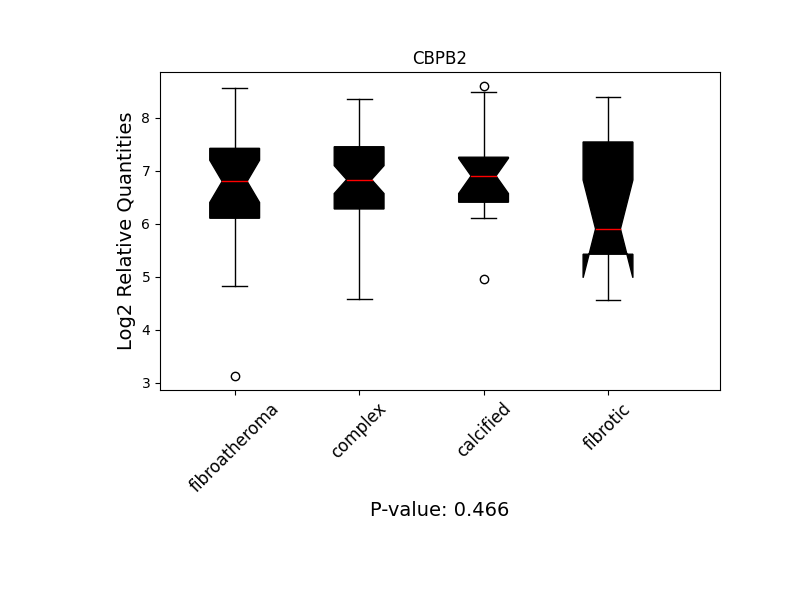 CBPB2
Log2 Relative Quantities
8
7
6
5
4
3
fibroatheroma
complex
calcified
fibrotic
P-value: 0.466